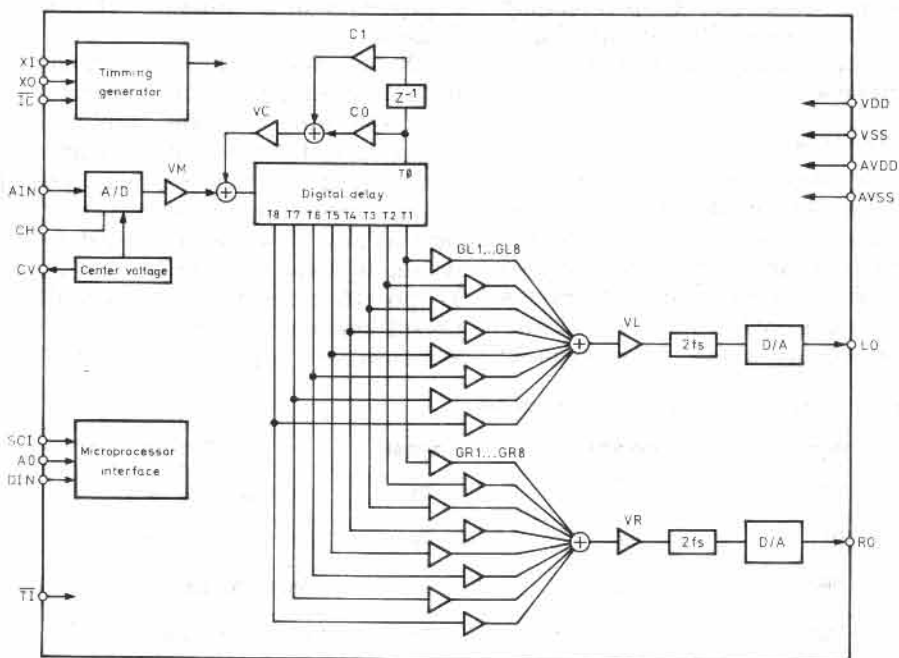 C1
XI
XO
IC
Timming
generator
Z⁻¹
VC
C0
VDD
VSS
AVDD
AVSS
VM
AIN
A/D
CH
CV
Center voltage
TØ
Digital delay
T8 T7 T6 T5 T4 T3 T2 T1
GL1...GL8
VL
2fs
D/A
LO
SCI
A0
DIN
Microprocessor
interface
GR1...GR8
VR
2fs
D/A
RO
TI